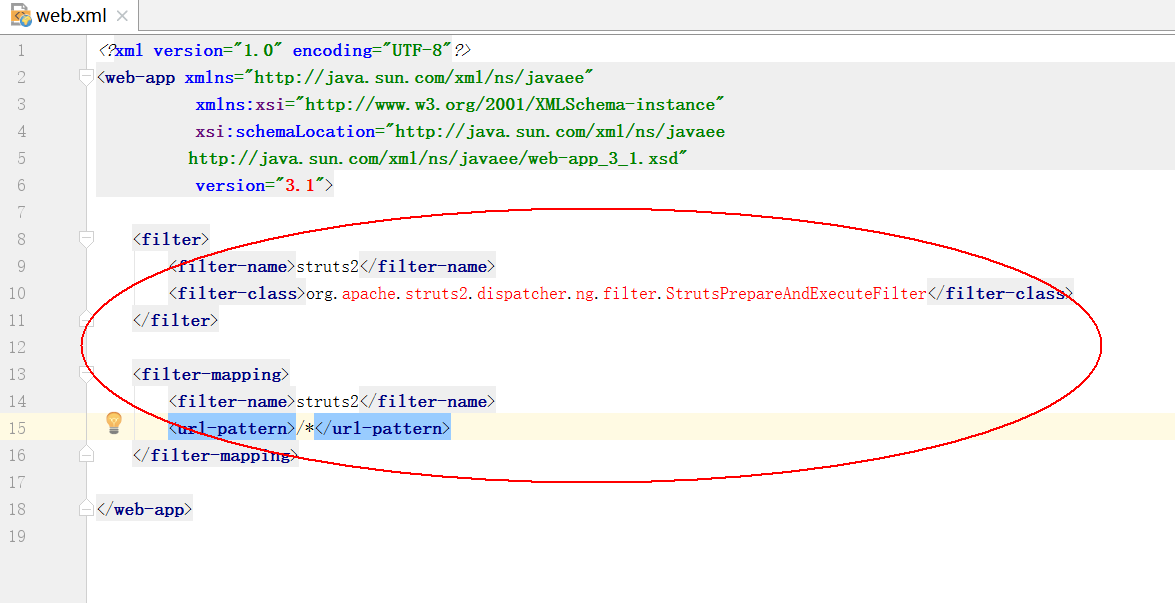 web.xml
1 <?xml version="1.0" encoding="UTF-8"?>
2 <web-app xmlns="http://java.sun.com/xml/ns/javaee"
3 xmlns:xsi="http://www.w3.org/2001/XMLSchema-instance"
4 xsi:schemaLocation="http://java.sun.com/xml/ns/javaee
5 http://java.sun.com/xml/ns/javaee/web-app_3_1.xsd"
6 version="3.1">
7
8 <filter>
9 <filter-name>struts2</filter-name>
10 <filter-class>org.apache.struts2.dispatcher.ng.filter.StrutsPrepareAndExecuteFilter</filter-class>
11 </filter>
12
13 <filter-mapping>
14 <filter-name>struts2</filter-name>
15 <url-pattern>/*</url-pattern>
16 </filter-mapping>
17
18 </web-app>
19